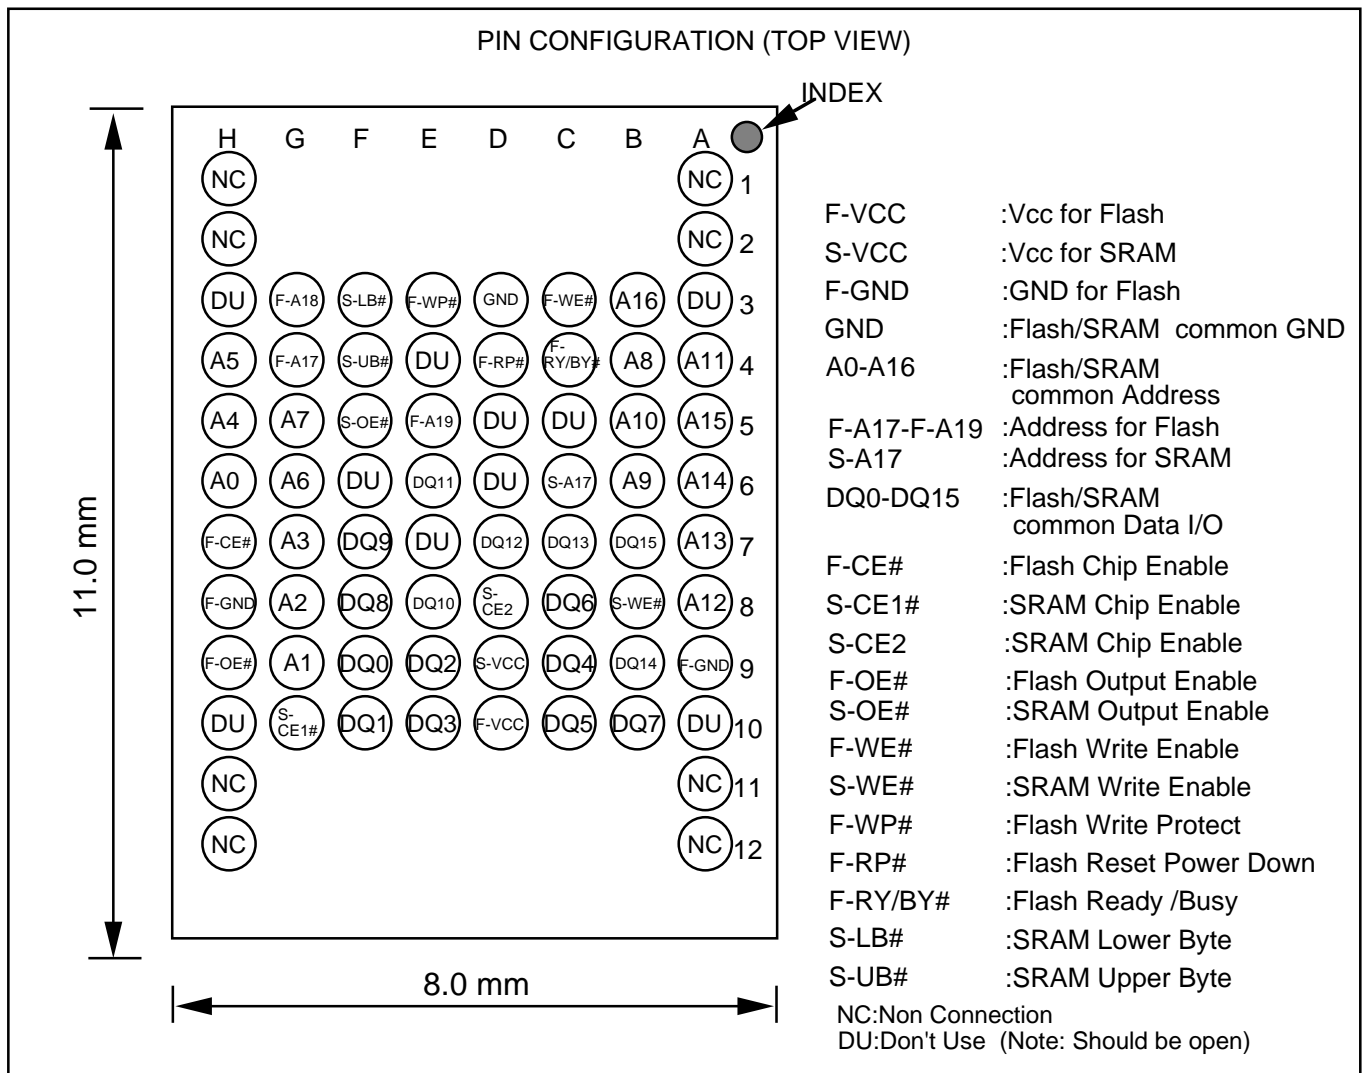 PIN CONFIGURATION (TOP VIEW)
INDEX
H G F E D C B A
NC NC 1
NC NC 2
DU F-A18 S-LB# F-WP# GND F-WE# A16 DU 3
A5 F-A17 S-UB# DU F-RP# F-RY/BY# A8 A11 4
A4 A7 S-OE# F-A19 DU DU A10 A15 5
A0 A6 DU DQ11 DU S-A17 A9 A14 6
F-CE# A3 DQ9 DU DQ12 DQ13 DQ15 A13 7
F-GND A2 DQ8 DQ10 S-CE2 DQ6 S-WE# A12 8
F-OE# A1 DQ0 DQ2 S-VCC DQ4 DQ14 F-GND 9
DU S-CE1# DQ1 DQ3 F-VCC DQ5 DQ7 DU 10
NC NC 11
NC NC 12
11.0 mm
8.0 mm
F-VCC :Vcc for Flash
S-VCC :Vcc for SRAM
F-GND :GND for Flash
GND :Flash/SRAM common GND
A0-A16 :Flash/SRAM
common Address
F-A17-F-A19 :Address for Flash
S-A17 :Address for SRAM
DQ0-DQ15 :Flash/SRAM
common Data I/O
F-CE# :Flash Chip Enable
S-CE1# :SRAM Chip Enable
S-CE2 :SRAM Chip Enable
F-OE# :Flash Output Enable
S-OE# :SRAM Output Enable
F-WE# :Flash Write Enable
S-WE# :SRAM Write Enable
F-WP# :Flash Write Protect
F-RP# :Flash Reset Power Down
F-RY/BY# :Flash Ready /Busy
S-LB# :SRAM Lower Byte
S-UB# :SRAM Upper Byte
NC:Non Connection
DU:Don't Use (Note: Should be open)